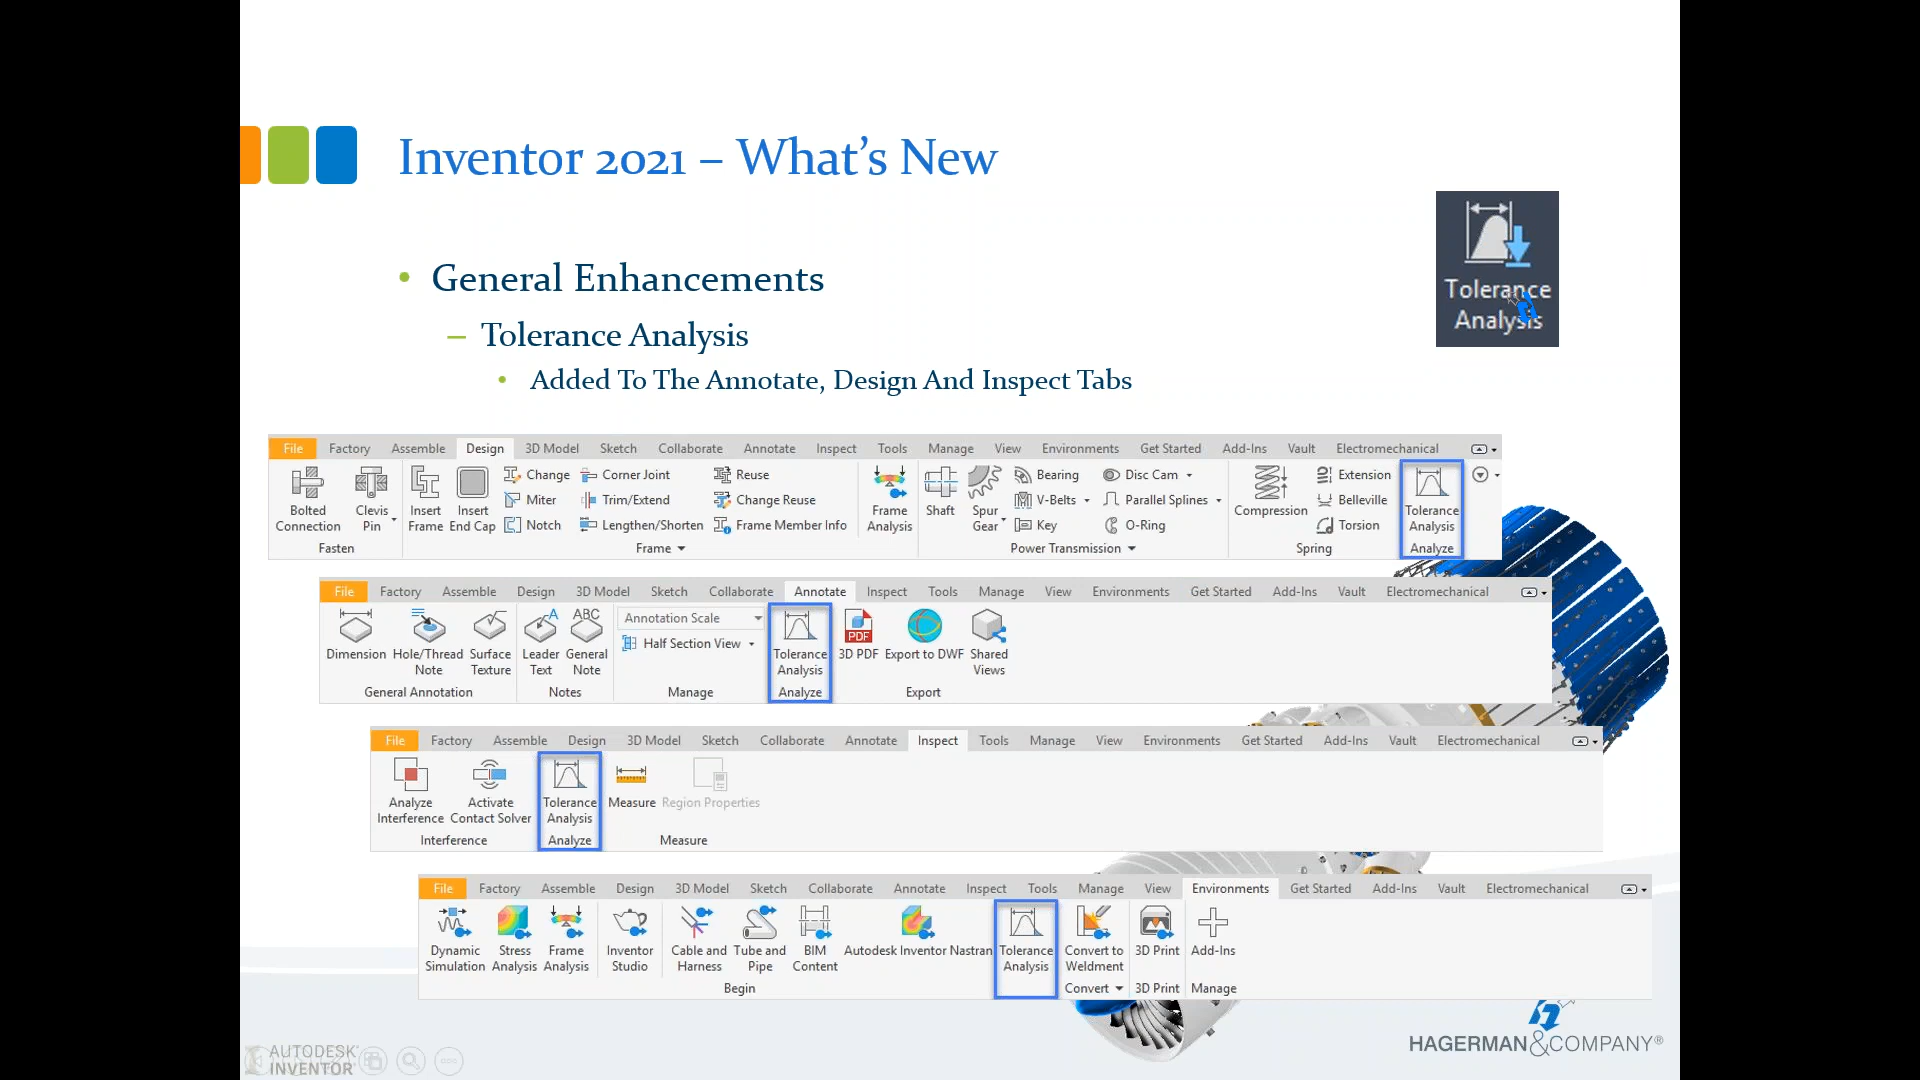 Inventor 2021 – What's New
• General Enhancements
– Tolerance Analysis
• Added To The Annotate, Design And Inspect Tabs
Tolerance
Analysis
File Factory Assemble Design 3D Model Sketch Collaborate Annotate Inspect Tools Manage View Environments Get Started Add-Ins Vault Electromechanical
Bolted Connection Clevis Pin Insert Frame Insert End Cap Change Corner Joint Reuse Frame Analysis Shaft Spur Gear Bearing Disc Cam Compression Extension Tolerance Analysis
Miter Trim/Extend Change Reuse V-Belts Parallel Splines Belleville
Notch Lengthen/Shorten Frame Member Info Key O-Ring Torsion
Fasten Frame Power Transmission Spring Analyze
File Factory Assemble Design 3D Model Sketch Collaborate Annotate Inspect Tools Manage View Environments Get Started Add-Ins Vault Electromechanical
Dimension Hole/Thread Note Surface Texture ABC Leader Text General Note Annotation Scale Tolerance Analysis PDF 3D PDF Export to DWF Shared Views
Half Section View
General Annotation Notes Manage Analyze Export
File Factory Assemble Design 3D Model Sketch Collaborate Annotate Inspect Tools Manage View Environments Get Started Add-Ins Vault Electromechanical
Analyze Interference Activate Contact Solver Tolerance Analysis Measure Region Properties
Interference Analyze Measure
File Factory Assemble Design 3D Model Sketch Collaborate Annotate Inspect Tools Manage View Environments Get Started Add-Ins Vault Electromechanical
Dynamic Simulation Stress Analysis Frame Analysis Inventor Studio Cable and Harness Tube and Pipe BIM Content Autodesk Inventor Nastran Tolerance Analysis Convert to Weldment 3D Print Add-Ins
Begin Convert 3D Print Manage
AUTODESK®
INVENTOR®
HAGERMAN&COMPANY®